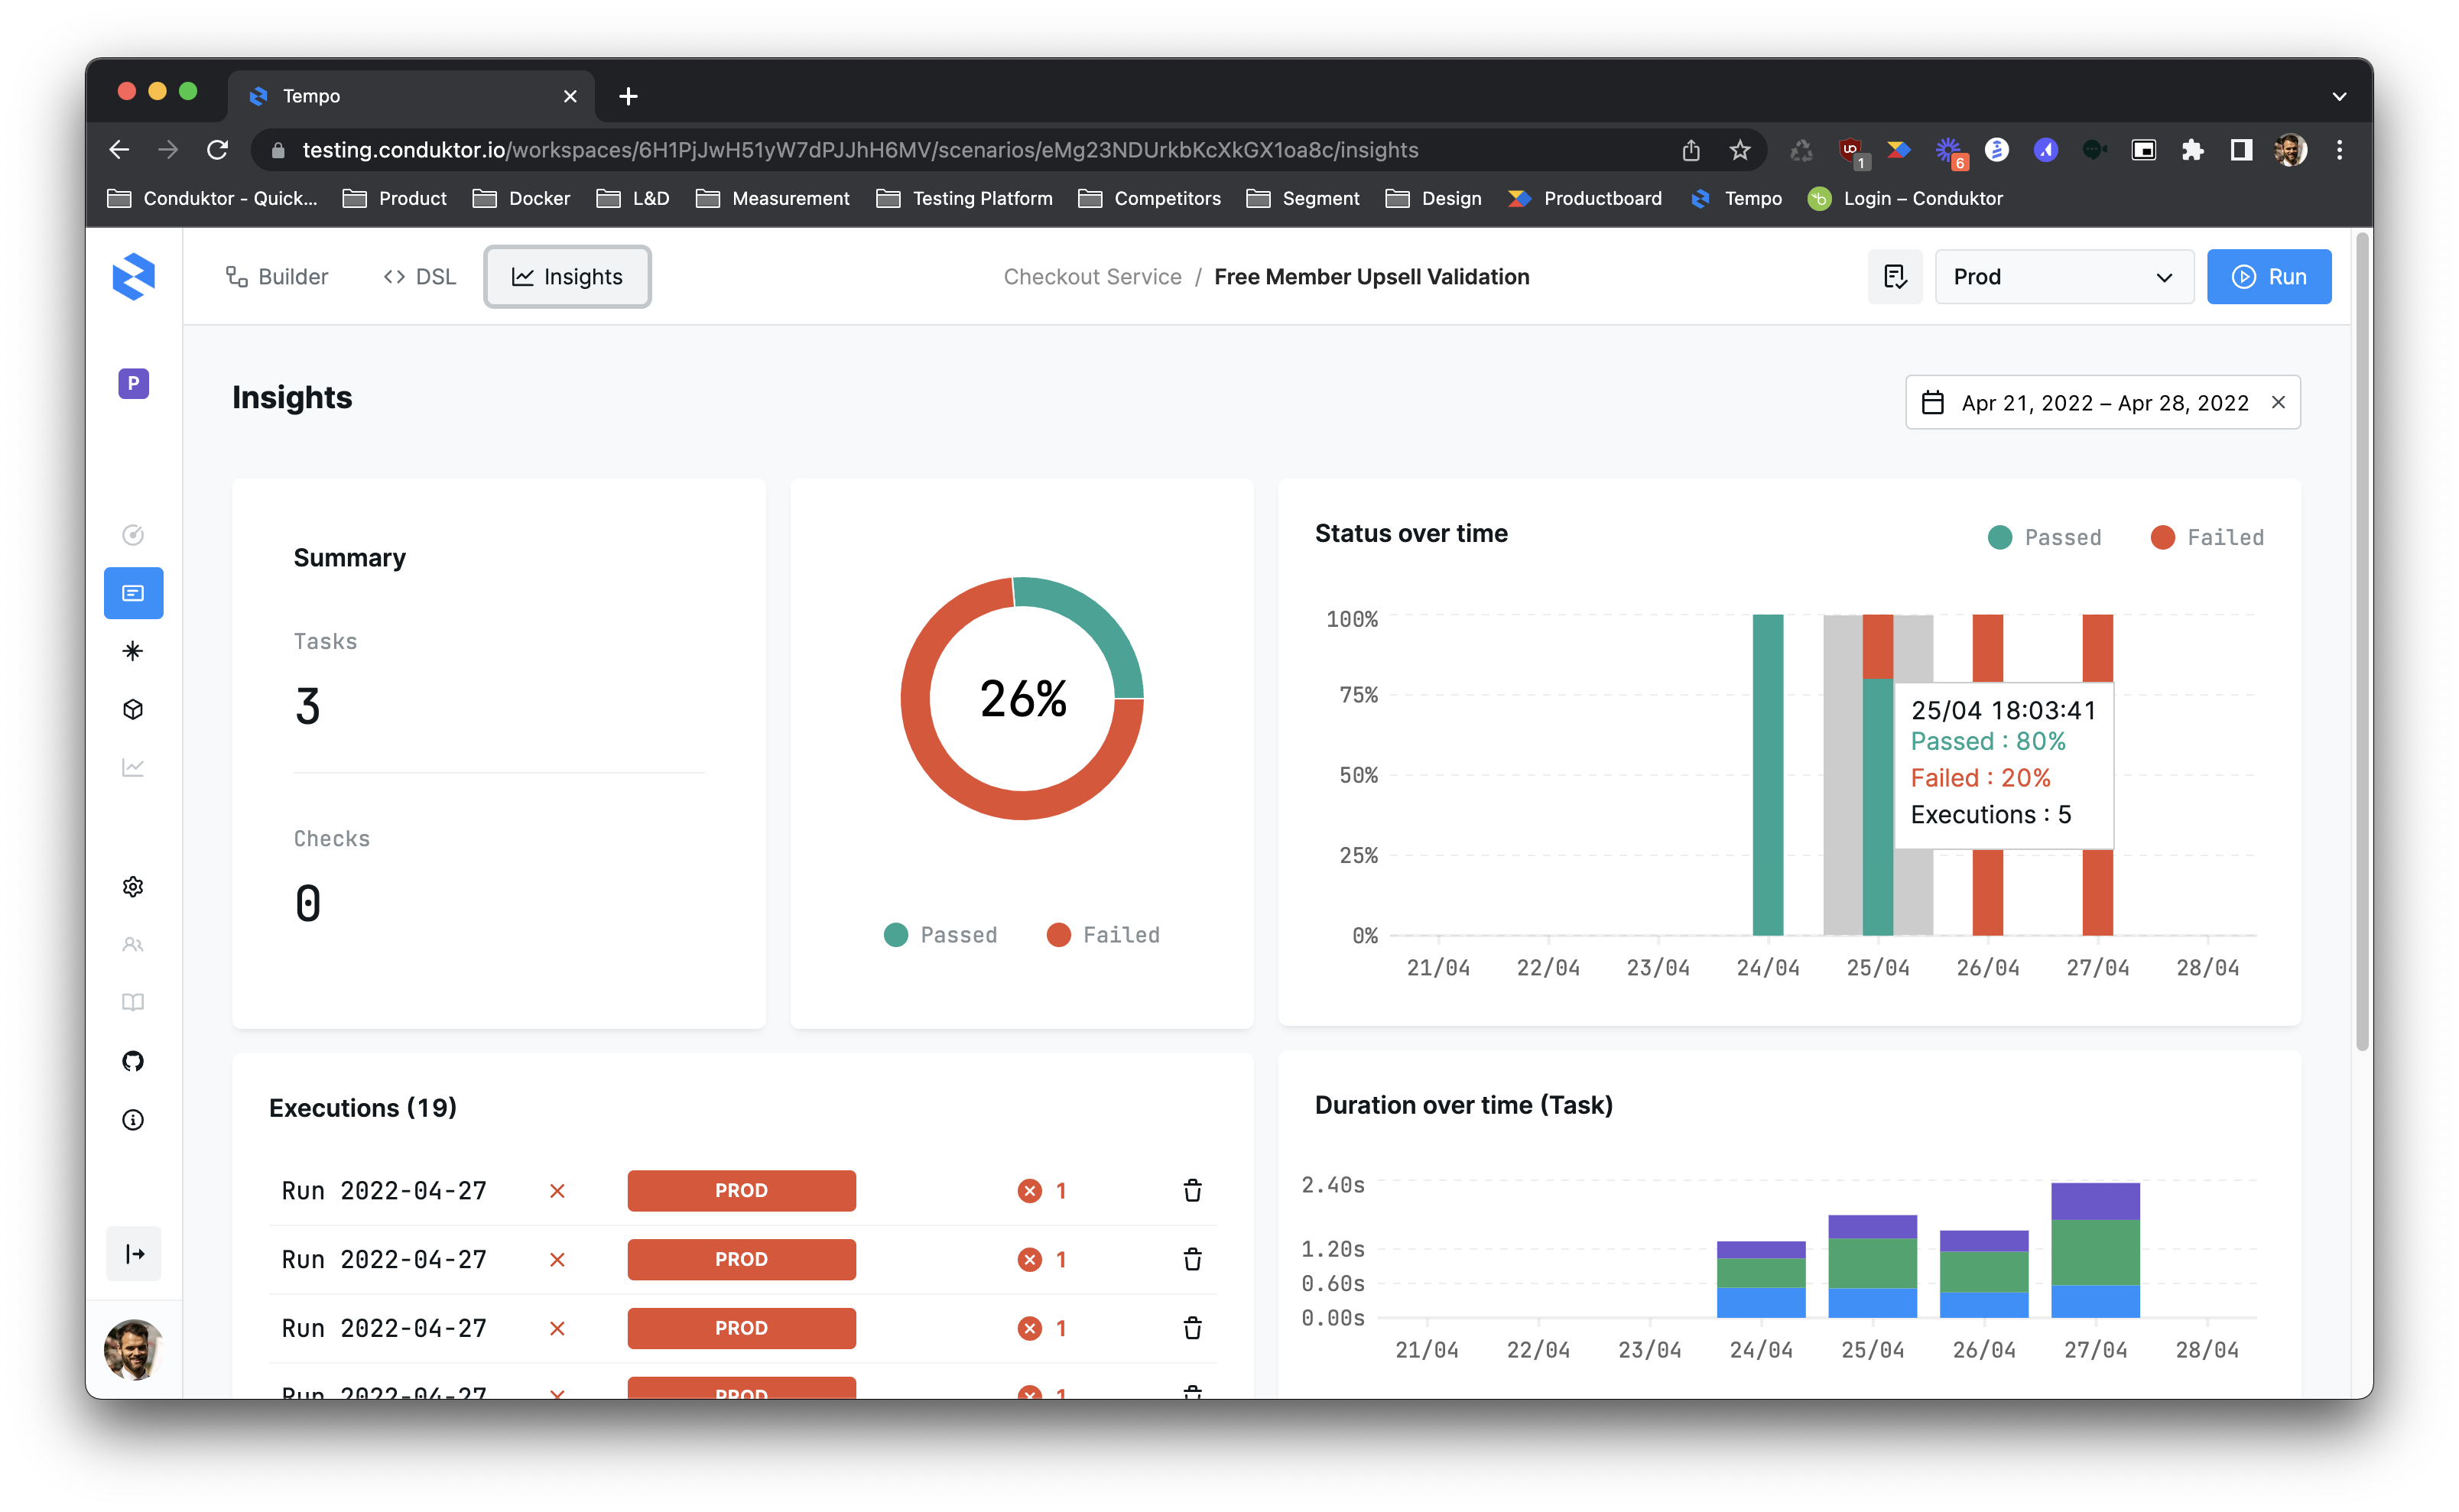 Tempo
testing.conduktor.io/workspaces/6H1PjJwH51yW7dPJJhH6MV/scenarios/eMg23NDUrkbKcXkGX1oa8c/insights
1
6
Conduktor - Quick...
Product
Docker
L&D
Measurement
Testing Platform
Competitors
Segment
Design
Productboard
Tempo
Login – Conduktor
Builder
DSL
Insights
Checkout Service / Free Member Upsell Validation
Prod
Run
P
Insights
Apr 21, 2022 – Apr 28, 2022
Summary
Tasks
3
Checks
0
26%
Passed
Failed
Status over time
Passed
Failed
100%
75%
50%
25%
0%
25/04 18:03:41
Passed : 80%
Failed : 20%
Executions : 5
21/04 22/04 23/04 24/04 25/04 26/04 27/04 28/04
Executions (19)
Run 2022-04-27 PROD 1
Run 2022-04-27 PROD 1
Run 2022-04-27 PROD 1
Run 2022-04-27 PROD 1
Duration over time (Task)
2.40s
1.20s
0.60s
0.00s
21/04 22/04 23/04 24/04 25/04 26/04 27/04 28/04